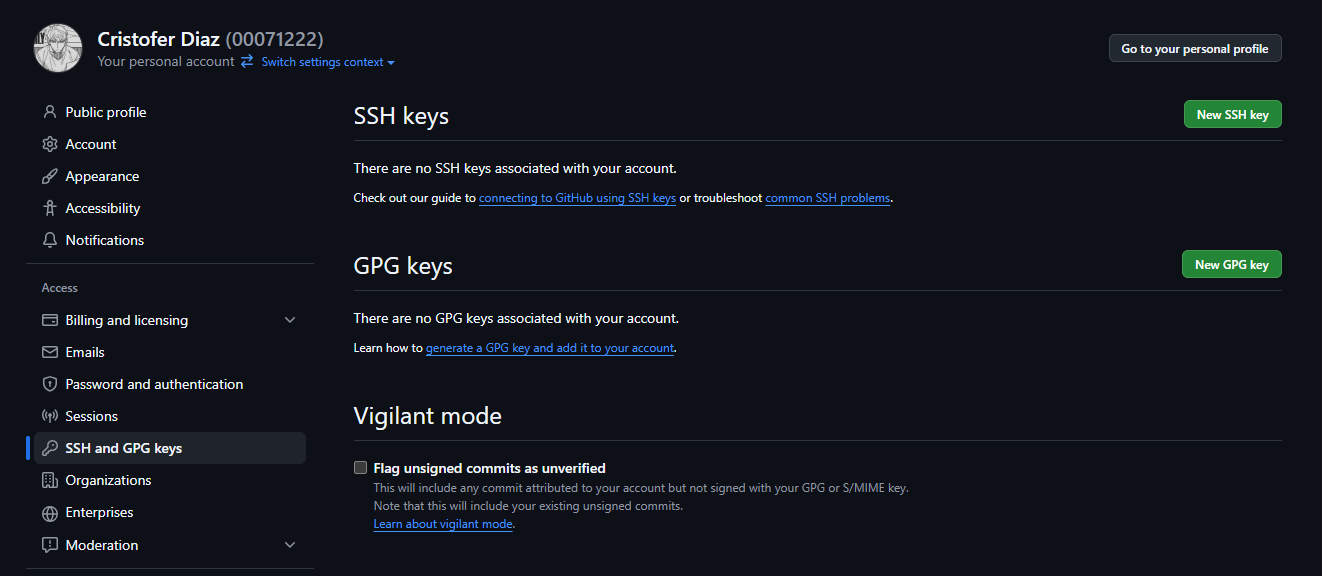 Cristofer Diaz (00071222)
Your personal account Switch settings context
Go to your personal profile
Public profile
Account
Appearance
Accessibility
Notifications
Access
Billing and licensing
Emails
Password and authentication
Sessions
SSH and GPG keys
Organizations
Enterprises
Moderation
SSH keys
New SSH key
There are no SSH keys associated with your account.
Check out our guide to connecting to GitHub using SSH keys or troubleshoot common SSH problems.
GPG keys
New GPG key
There are no GPG keys associated with your account.
Learn how to generate a GPG key and add it to your account.
Vigilant mode
Flag unsigned commits as unverified
This will include any commit attributed to your account but not signed with your GPG or S/MIME key.
Note that this will include your existing unsigned commits.
Learn about vigilant mode.